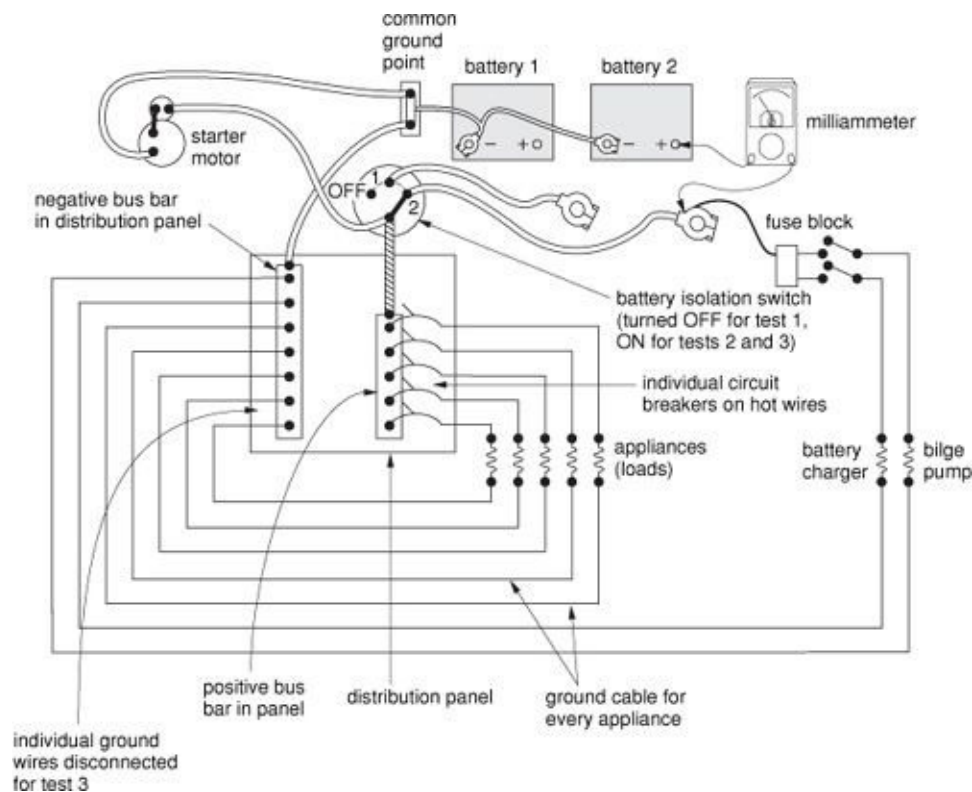 common
ground
point
battery 1
battery 2
- +
- +
milliammeter
starter
motor
OFF
1
2
negative bus bar
in distribution panel
fuse block
battery isolation switch
(turned OFF for test 1,
ON for tests 2 and 3)
individual circuit
breakers on hot wires
appliances
(loads)
battery
charger
bilge
pump
positive bus
bar in panel
distribution panel
ground cable for
every appliance
individual ground
wires disconnected
for test 3